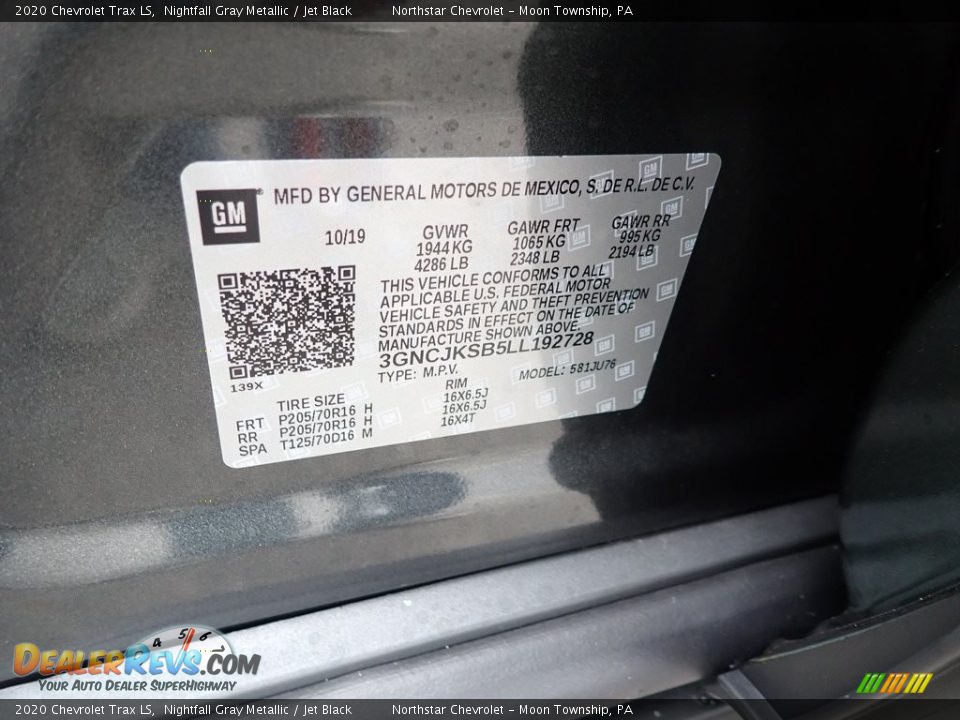 2020 Chevrolet Trax LS, Nightfall Gray Metallic / Jet Black Northstar Chevrolet - Moon Township, PA
GM ® MFD BY GENERAL MOTORS DE MEXICO, S. DE R.L. DE C.V.
10/19 GVWR GAWR FRT GAWR RR
1944 KG 1065 KG 995 KG
4286 LB 2348 LB 2194 LB
THIS VEHICLE CONFORMS TO ALL
APPLICABLE U.S. FEDERAL MOTOR
VEHICLE SAFETY AND THEFT PREVENTION
STANDARDS IN EFFECT ON THE DATE OF
MANUFACTURE SHOWN ABOVE.
3GNCJKSB5LL192728
TYPE: M.P.V. MODEL: 581JU76
139X
TIRE SIZE RIM
FRT P205/70R16 H 16X6.5J
RR P205/70R16 H 16X6.5J
SPA T125/70D16 M 16X4T
4 5 6
DealerRevs.com
Your Auto Dealer SuperHighway
2020 Chevrolet Trax LS, Nightfall Gray Metallic / Jet Black Northstar Chevrolet - Moon Township, PA